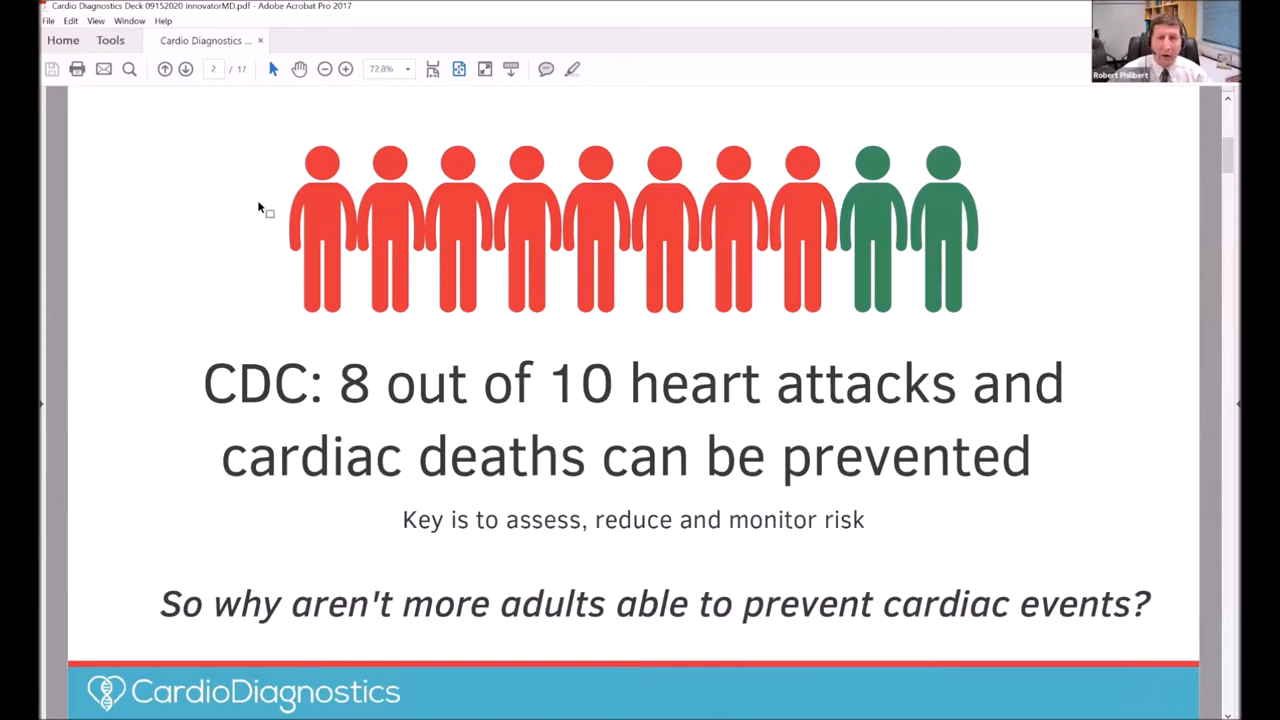 Cardio Diagnostics Deck 09152020 InnovatorMD.pdf - Adobe Acrobat Pro 2017
File Edit View Window Help
Home Tools Cardio Diagnostics ... ×
2 / 17 72.8%
Robert Philibert
CDC: 8 out of 10 heart attacks and
cardiac deaths can be prevented
Key is to assess, reduce and monitor risk
So why aren't more adults able to prevent cardiac events?
CardioDiagnostics